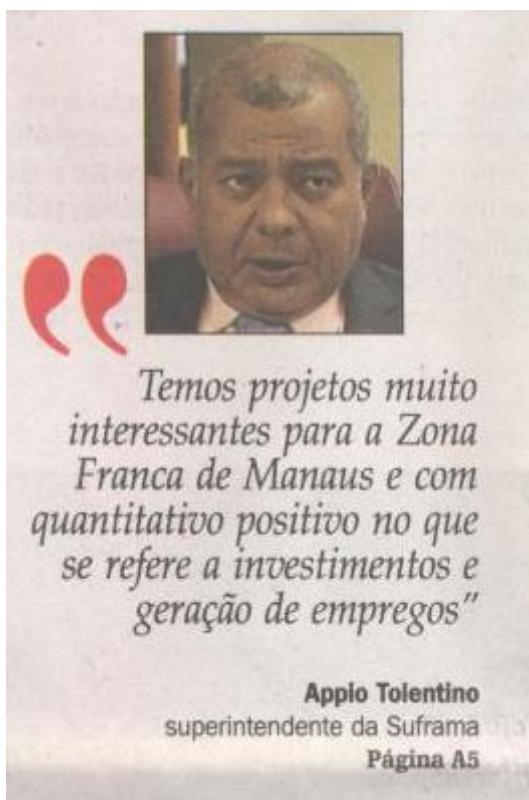 “
Temos projetos muito
interessantes para a Zona
Franca de Manaus e com
quantitativo positivo no que
se refere a investimentos e
geração de empregos”
Appio Tolentino
superintendente da Suframa
Página A5